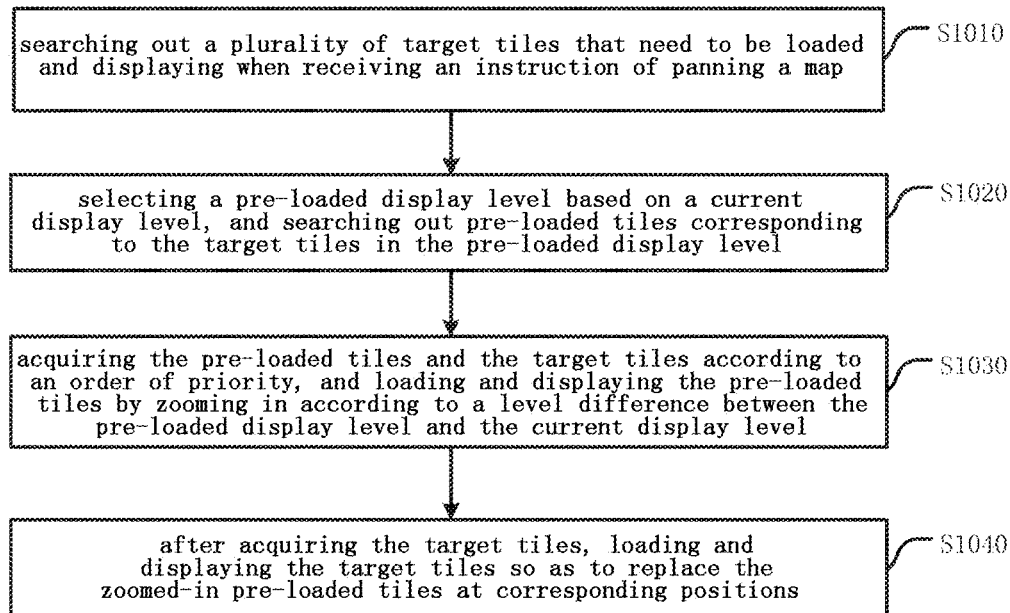 searching out a plurality of target tiles that need to be loaded
and displaying when receiving an instruction of panning a map
S1010
selecting a pre-loaded display level based on a current
display level, and searching out pre-loaded tiles corresponding
to the target tiles in the pre-loaded display level
S1020
acquiring the pre-loaded tiles and the target tiles according to
an order of priority, and loading and displaying the pre-loaded
tiles by zooming in according to a level difference between the
pre-loaded display level and the current display level
S1030
after acquiring the target tiles, loading and
displaying the target tiles so as to replace the
zoomed-in pre-loaded tiles at corresponding positions
S1040